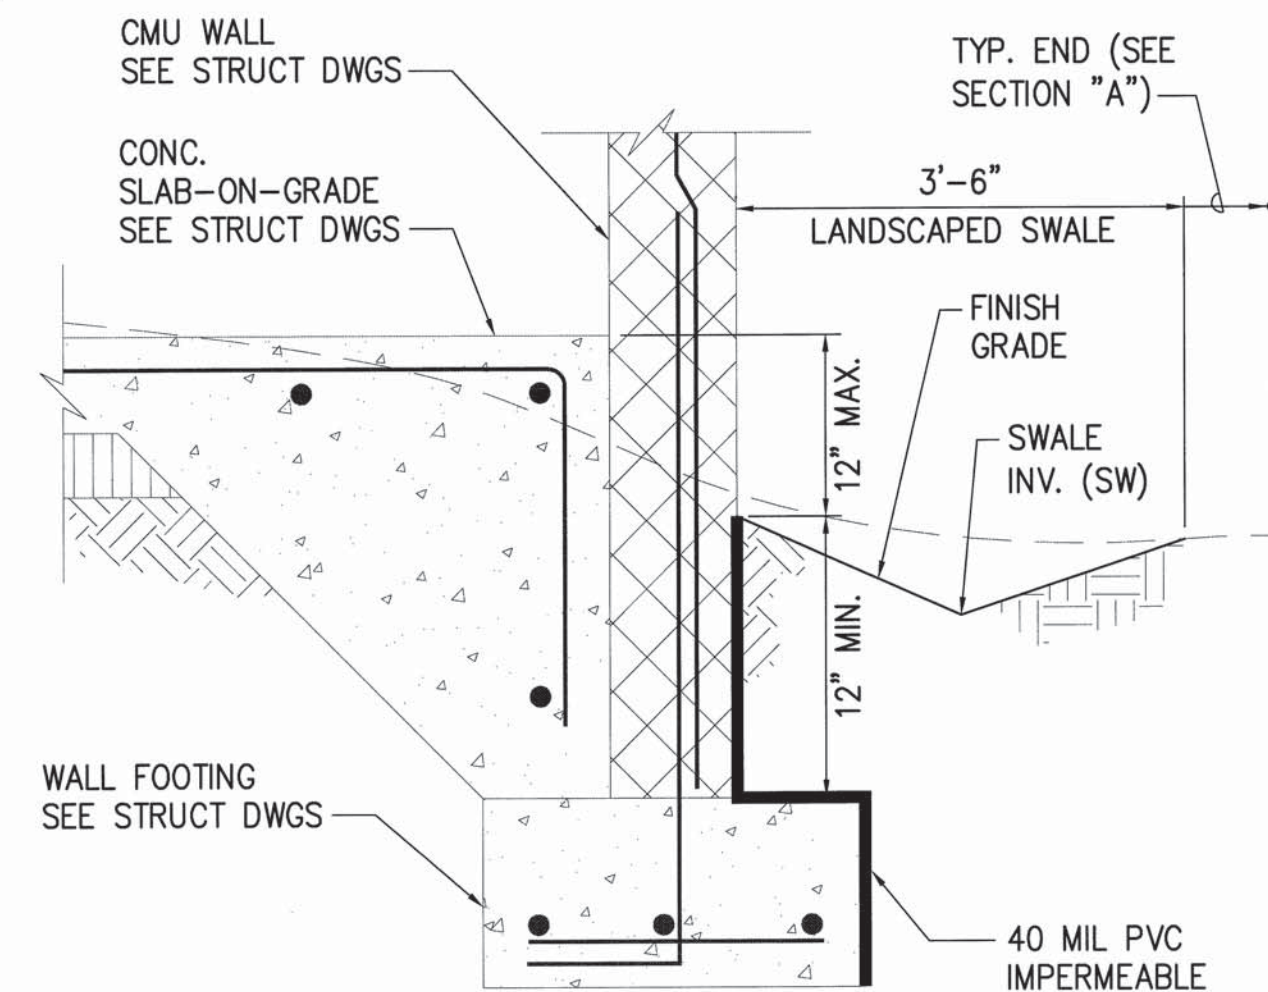 CMU WALL
SEE STRUCT DWGS
TYP. END (SEE
SECTION "A")
CONC.
SLAB-ON-GRADE
SEE STRUCT DWGS
3'-6"
LANDSCAPED SWALE
FINISH
GRADE
12" MAX.
SWALE
INV. (SW)
12" MIN.
WALL FOOTING
SEE STRUCT DWGS
40 MIL PVC
IMPERMEABLE